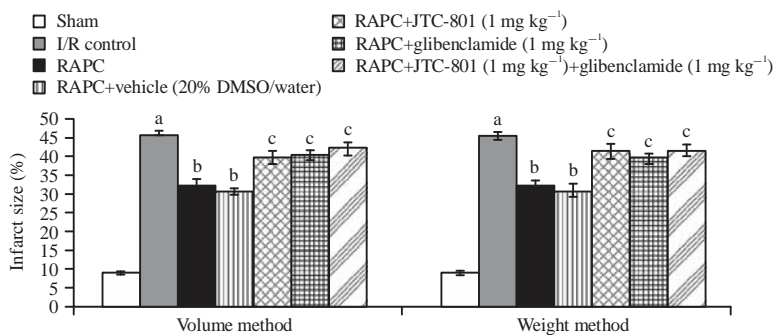 Sham
I/R control
RAPC
RAPC+vehicle (20% DMSO/water)
RAPC+JTC-801 (1 mg kg⁻¹)
RAPC+glibenclamide (1 mg kg⁻¹)
RAPC+JTC-801 (1 mg kg⁻¹)+glibenclamide (1 mg kg⁻¹)
Infarct size (%)
50
45
40
35
30
25
20
15
10
5
0
a
b
b
c
c
c
a
b
b
c
c
c
Volume method
Weight method